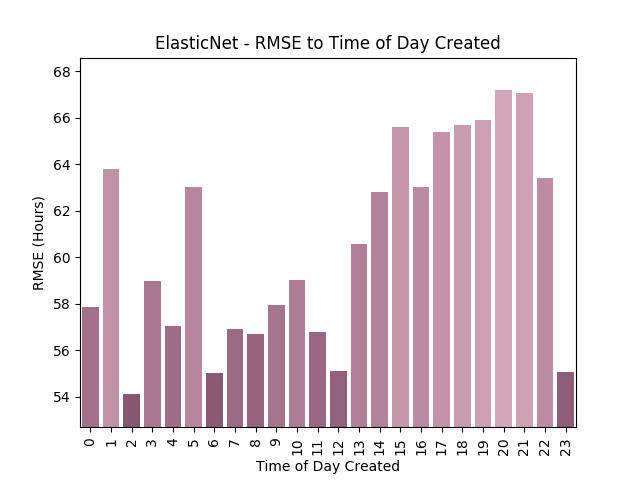 ElasticNet - RMSE to Time of Day Created
68
66
64
62
60
58
56
54
RMSE (Hours)
0 1 2 3 4 5 6 7 8 9 10 11 12 13 14 15 16 17 18 19 20 21 22 23
Time of Day Created